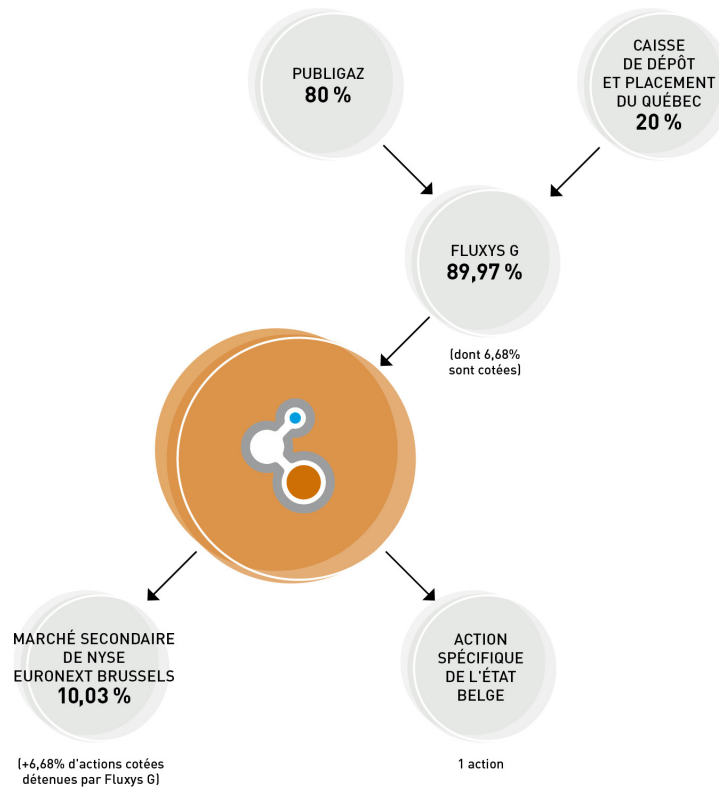 PUBLIGAZ
80 %
CAISSE
DE DÉPÔT
ET PLACEMENT
DU QUÉBEC
20 %
FLUXYS G
89,97 %
(dont 6,68%
sont cotées)
MARCHÉ SECONDAIRE
DE NYSE
EURONEXT BRUSSELS
10,03 %
(+6,68% d'actions cotées
détenues par Fluxys G)
ACTION
SPÉCIFIQUE
DE L'ÉTAT
BELGE
1 action